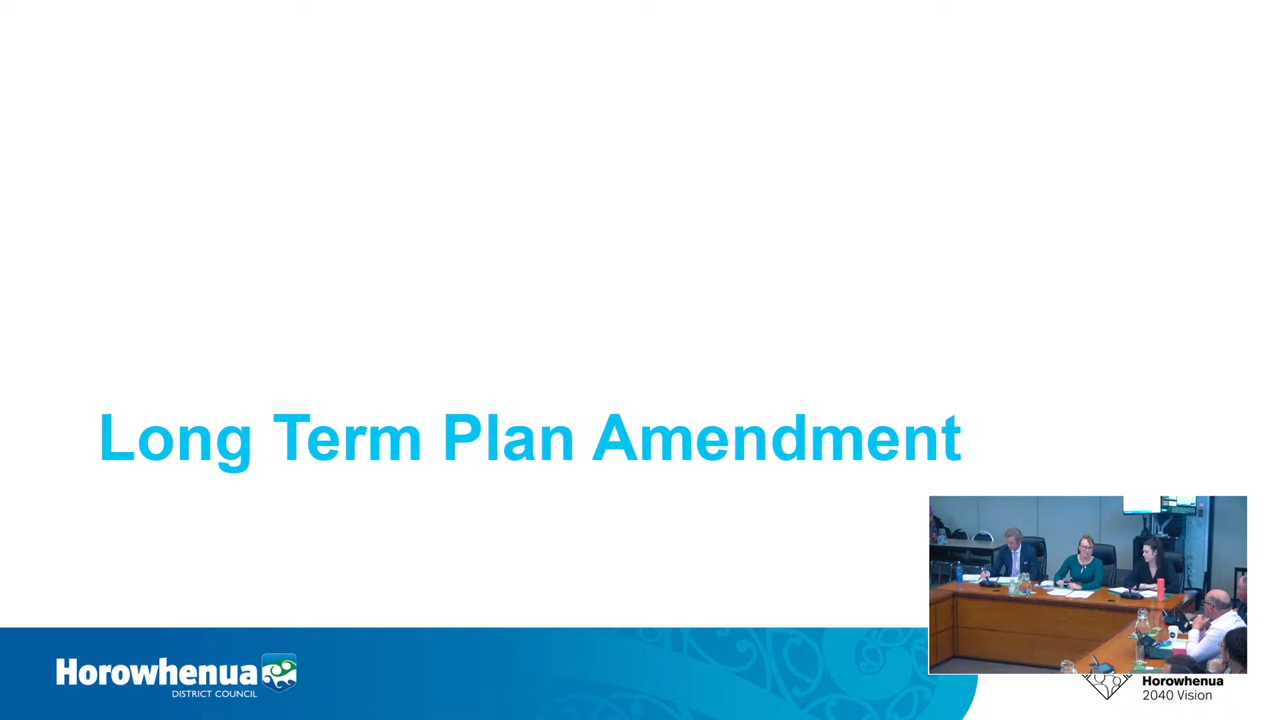 Long Term Plan Amendment
Horowhenua
DISTRICT COUNCIL
Horowhenua
2040 Vision